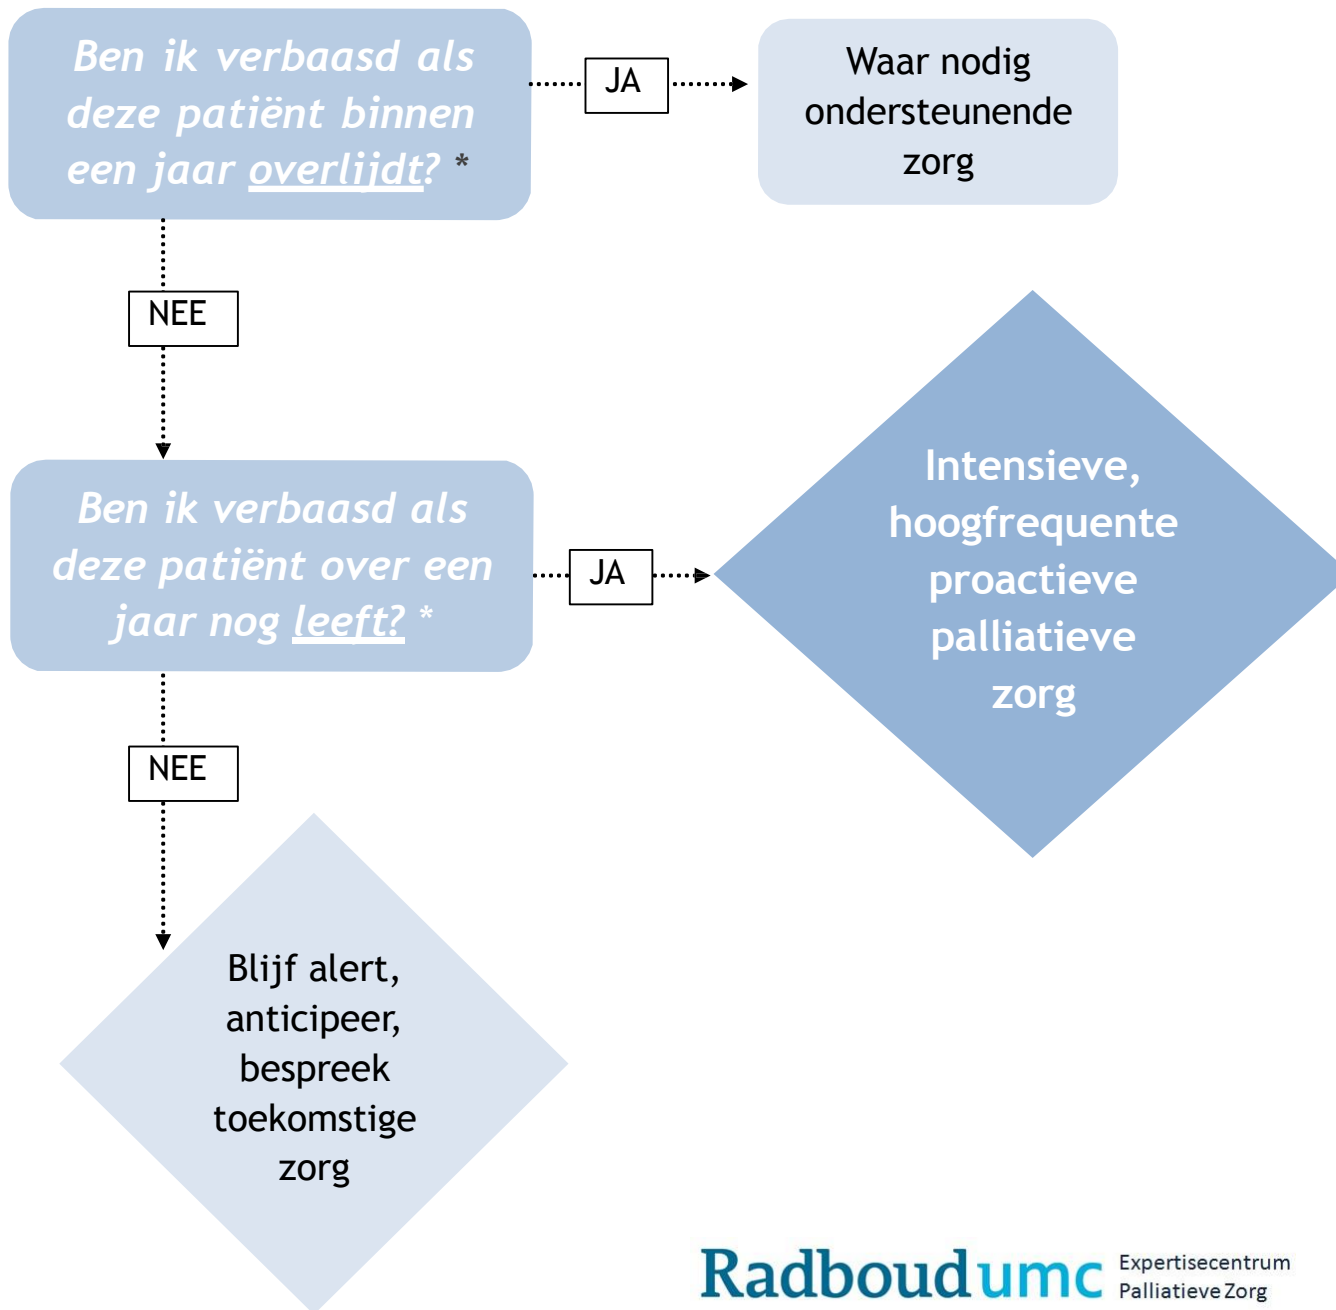 Ben ik verbaasd als
deze patiënt binnen
een jaar overlijdt? *
JA
Waar nodig
ondersteunende
zorg
NEE
Ben ik verbaasd als
deze patiënt over een
jaar nog leeft? *
JA
Intensieve,
hoogfrequente
proactieve
palliatieve
zorg
NEE
Blijf alert,
anticipeer,
bespreek
toekomstige
zorg
Radboudumc
Expertisecentrum
Palliatieve Zorg